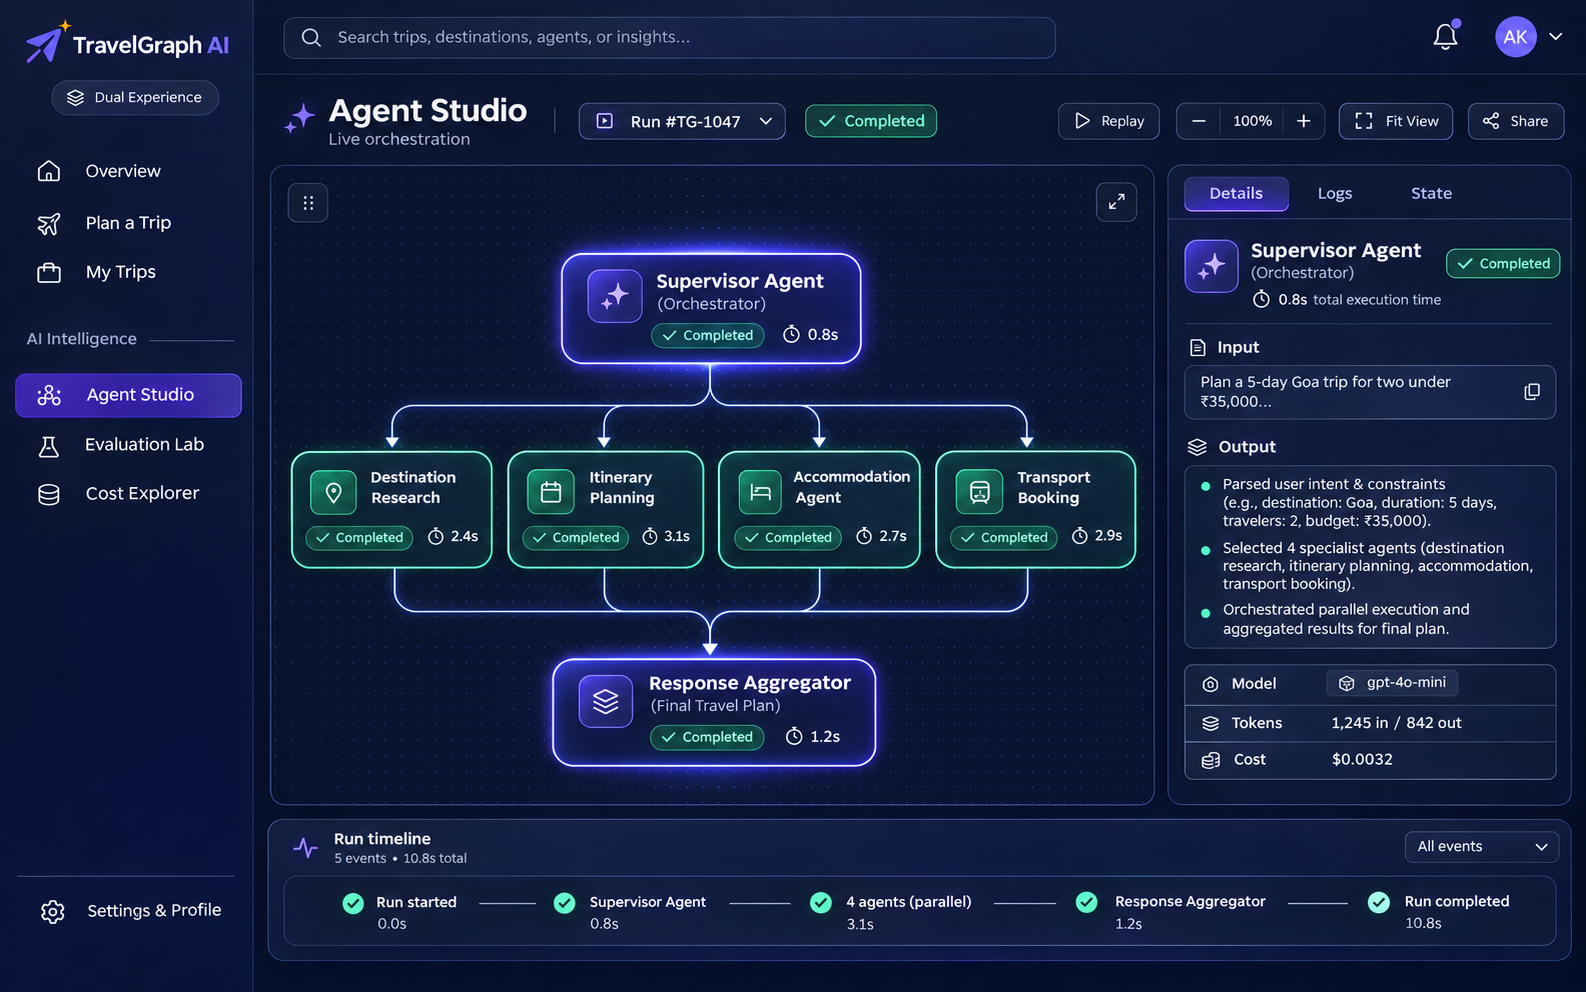 TravelGraph AI
Dual Experience
Overview
Plan a Trip
My Trips
AI Intelligence
Agent Studio
Evaluation Lab
Cost Explorer
Settings & Profile
Search trips, destinations, agents, or insights...
AK
Agent Studio
Live orchestration
Run #TG-1047
Completed
Replay
100%
Fit View
Share
Supervisor Agent
(Orchestrator)
Completed
0.8s
Destination
Research
Completed
2.4s
Itinerary
Planning
Completed
3.1s
Accommodation
Agent
Completed
2.7s
Transport
Booking
Completed
2.9s
Response Aggregator
(Final Travel Plan)
Completed
1.2s
Details
Logs
State
Supervisor Agent
(Orchestrator)
Completed
0.8s total execution time
Input
Plan a 5-day Goa trip for two under
₹35,000...
Output
Parsed user intent & constraints
(e.g., destination: Goa, duration: 5 days,
travelers: 2, budget: ₹35,000).
Selected 4 specialist agents (destination
research, itinerary planning, accommodation,
transport booking).
Orchestrated parallel execution and
aggregated results for final plan.
Model
gpt-4o-mini
Tokens
1,245 in / 842 out
Cost
$0.0032
Run timeline
5 events • 10.8s total
All events
Run started
0.0s
Supervisor Agent
0.8s
4 agents (parallel)
3.1s
Response Aggregator
1.2s
Run completed
10.8s